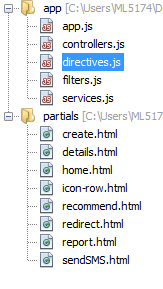 app [C:\Users\ML5174\D
app.js
controllers.js
directives.js
filters.js
services.js
partials [C:\Users\ML517
create.html
details.html
home.html
icon-row.html
recommend.html
redirect.html
report.html
sendSMS.html